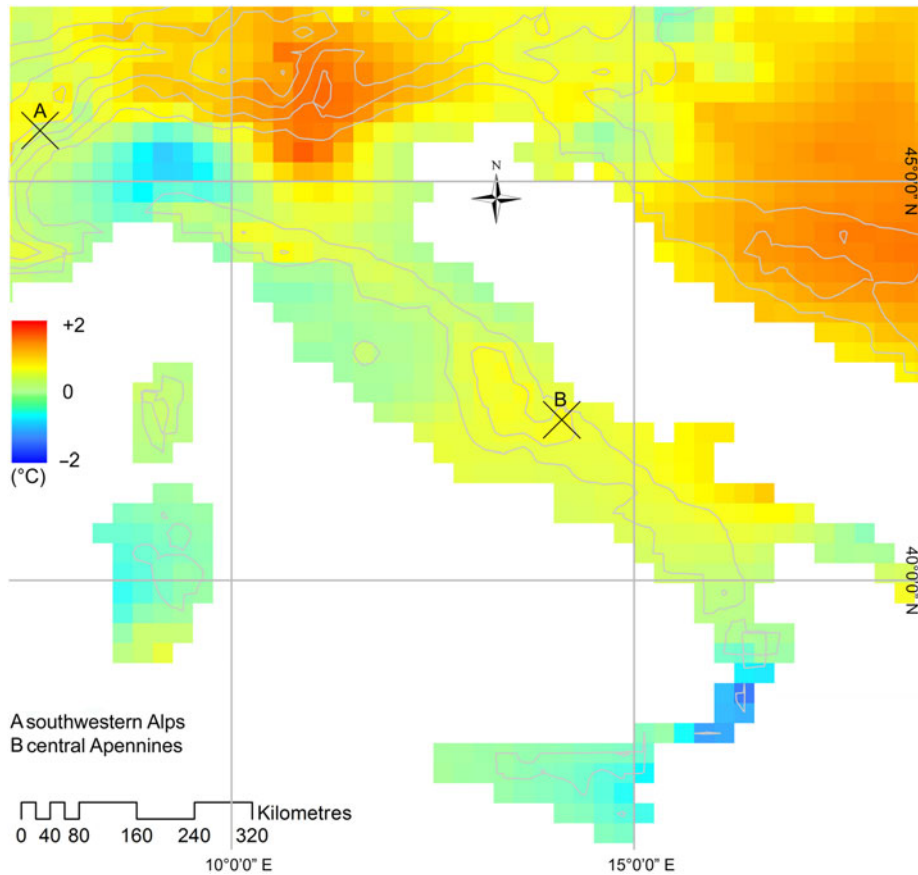 A
N
45°0'0" N
+2
0
−2
(°C)
B
40°0'0" N
A southwestern Alps
B central Apennines
Kilometres
0 40 80 160 240 320
10°0'0" E
15°0'0" E